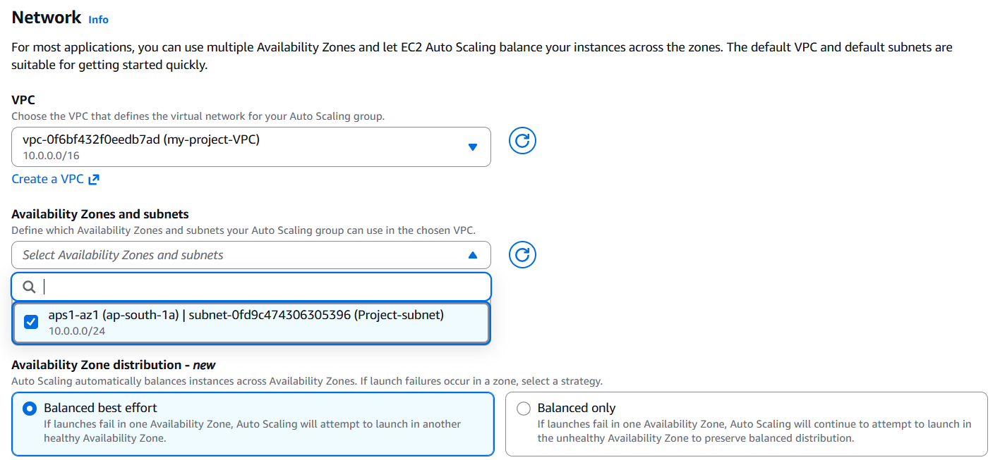 Network Info
For most applications, you can use multiple Availability Zones and let EC2 Auto Scaling balance your instances across the zones. The default VPC and default subnets are
suitable for getting started quickly.
VPC
Choose the VPC that defines the virtual network for your Auto Scaling group.
vpc-0f6bf432f0eedb7ad (my-project-VPC)
10.0.0.0/16
Create a VPC
Availability Zones and subnets
Define which Availability Zones and subnets your Auto Scaling group can use in the chosen VPC.
Select Availability Zones and subnets
aps1-az1 (ap-south-1a) | subnet-0fd9c474306305396 (Project-subnet)
10.0.0.0/24
Availability Zone distribution - new
Auto Scaling automatically balances instances across Availability Zones. If launch failures occur in a zone, select a strategy.
Balanced best effort
If launches fail in one Availability Zone, Auto Scaling will attempt to launch in another
healthy Availability Zone.
Balanced only
If launches fail in one Availability Zone, Auto Scaling will continue to attempt to launch in
the unhealthy Availability Zone to preserve balanced distribution.